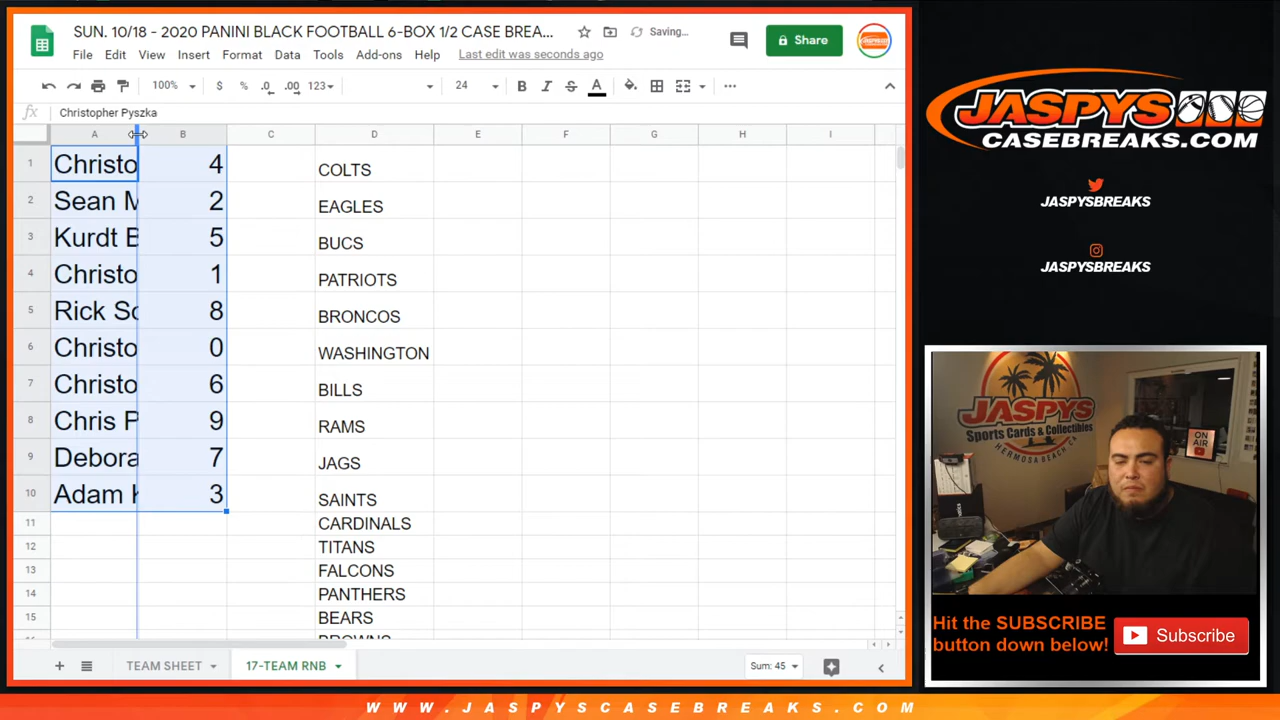 SUN. 10/18 - 2020 PANINI BLACK FOOTBALL 6-BOX 1/2 CASE BREA...
Saving...
Share
File Edit View Insert Format Data Tools Add-ons Help Last edit was seconds ago
100% $ % .0 .00 123 24 B I S A
fx Christopher Pyszka
A B C D E F G H
1 Christo 4 COLTS
2 Sean M 2 EAGLES
3 Kurdt B 5 BUCS
4 Christo 1 PATRIOTS
5 Rick Sc 8 BRONCOS
6 Christo 0 WASHINGTON
7 Christo 6 BILLS
8 Chris P 9 RAMS
9 Debora 7 JAGS
10 Adam K 3 SAINTS
11 CARDINALS
12 TITANS
13 FALCONS
14 PANTHERS
15 BEARS
BROWNS
TEAM SHEET 17-TEAM RNB Sum: 45
JASPYS
CASEBREAKS.COM
JASPYSBREAKS
JASPYSBREAKS
JASPYS
Sports Cards & Collectibles
HERMOSA BEACH CA
ON AIR
Hit the SUBSCRIBE
button down below!
Subscribe
WWW.JASPYSCASEBREAKS.COM